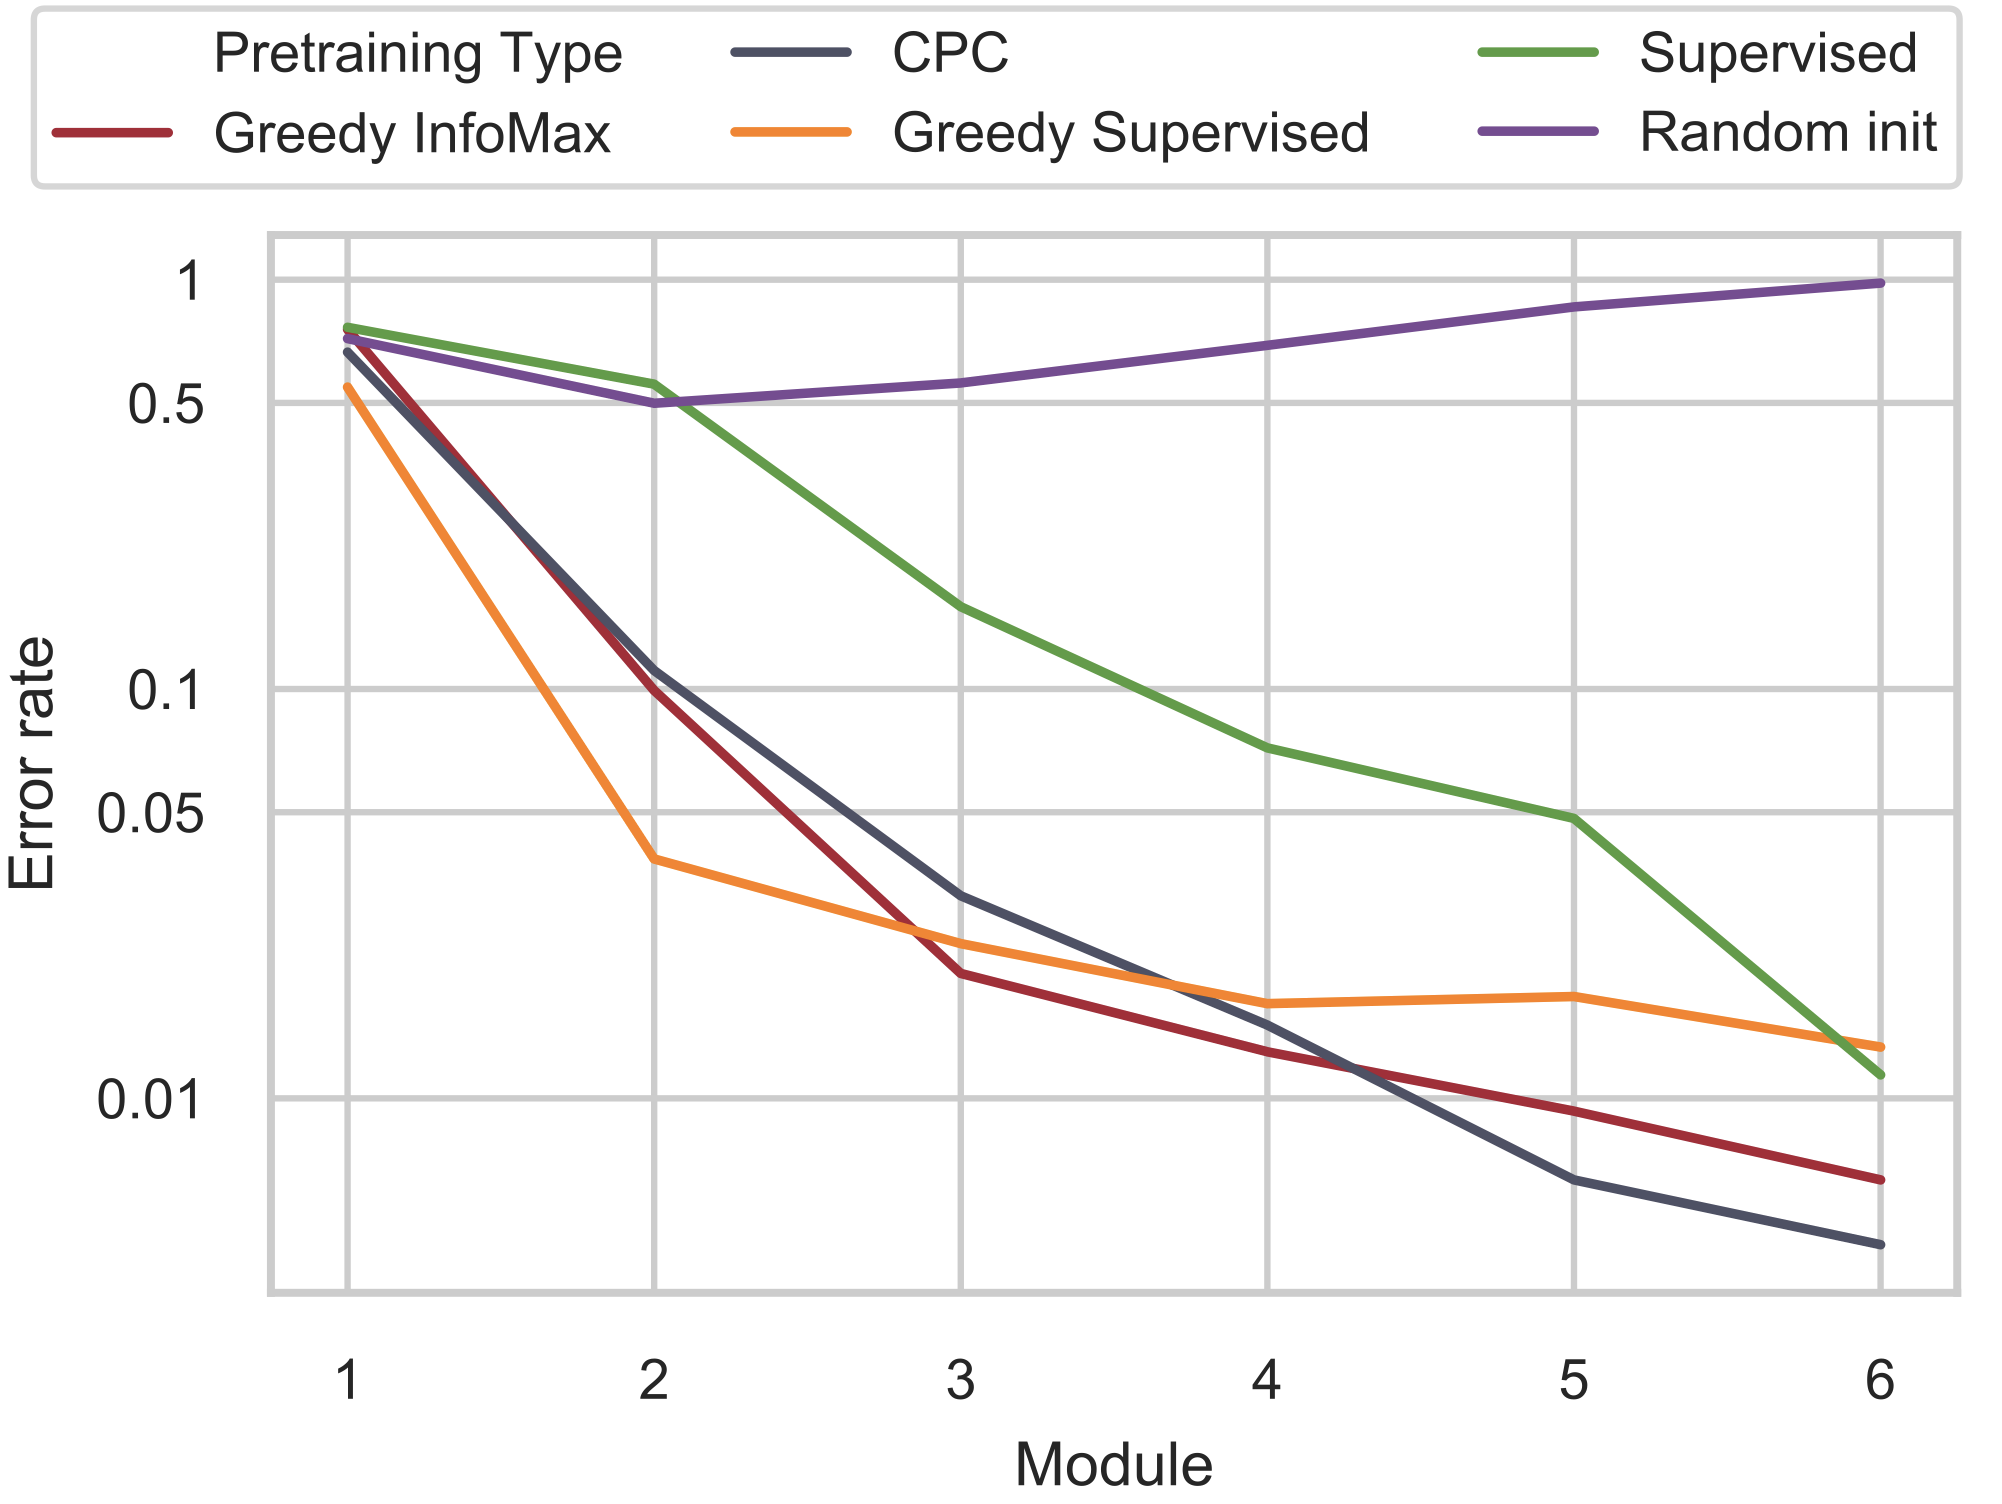 Pretraining Type
Greedy InfoMax
CPC
Greedy Supervised
Supervised
Random init
Error rate
1
0.5
0.1
0.05
0.01
1 2 3 4 5 6
Module